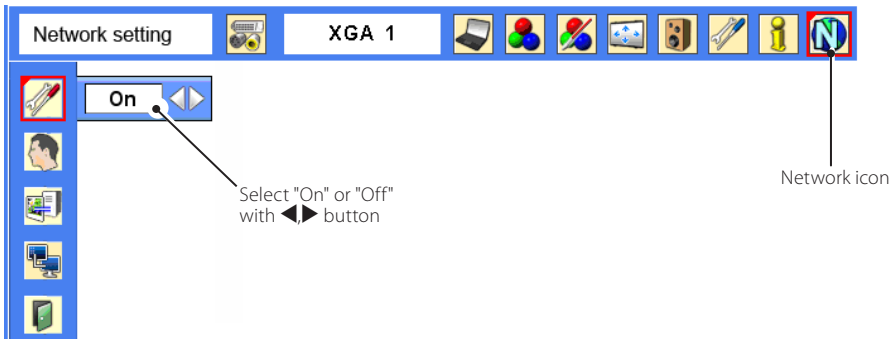 Network setting
XGA 1
N
On
Select "On" or "Off"
with ◀,▶ button
Network icon